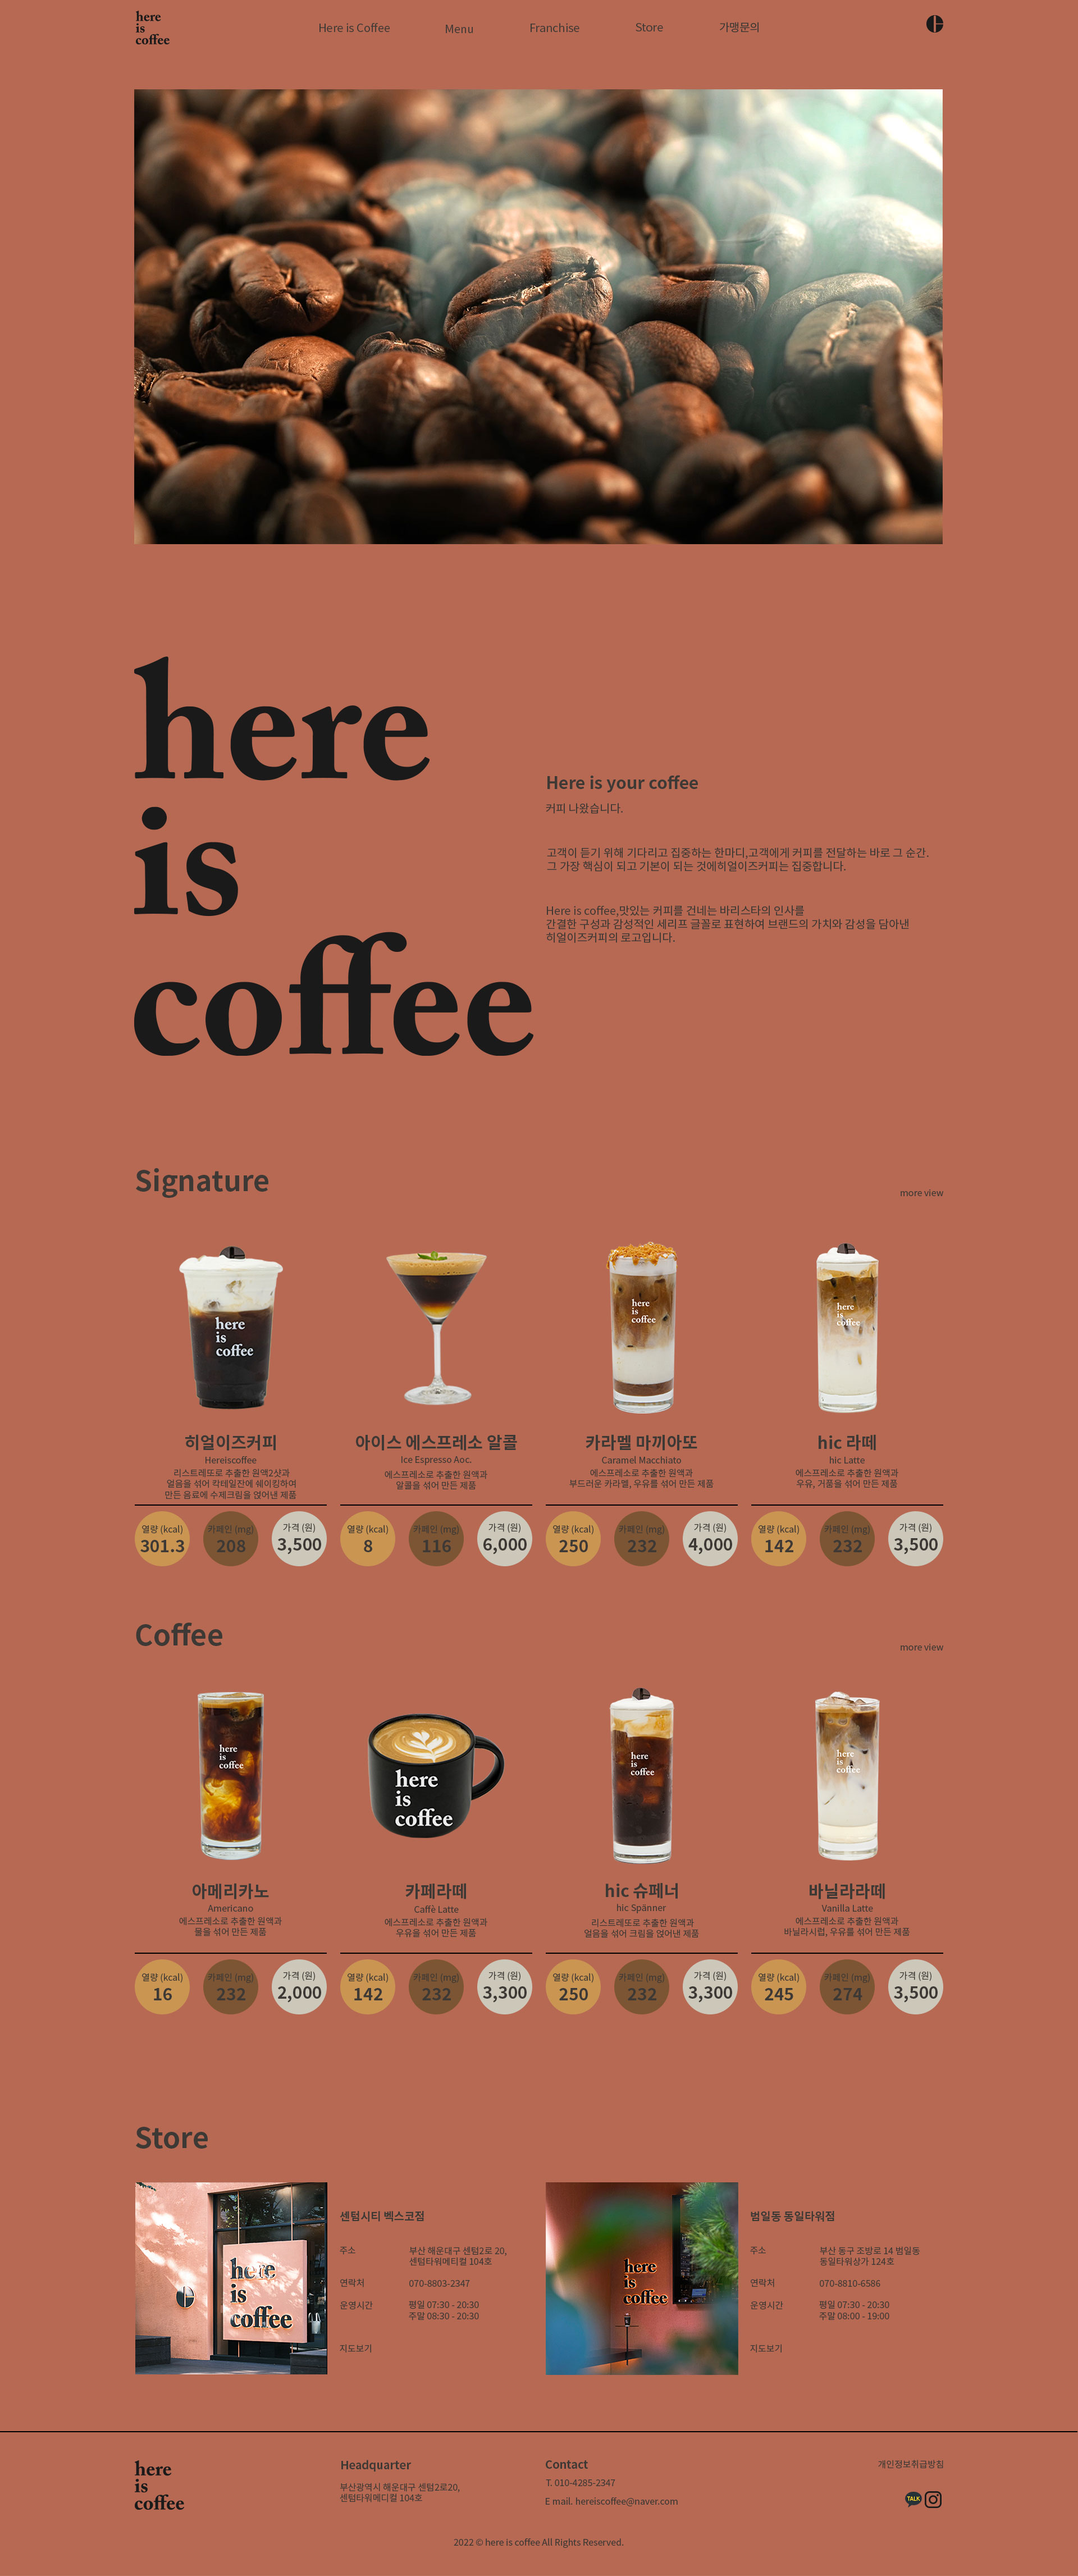 here
is
coffee
Here is Coffee
Menu
Franchise
Store
가맹문의
here
is
coffee
Here is your coffee
커피 나왔습니다.
고객이 듣기 위해 기다리고 집중하는 한마디,고객에게 커피를 전달하는 바로 그 순간.
그 가장 핵심이 되고 기본이 되는 것에히얼이즈커피는 집중합니다.
Here is coffee,맛있는 커피를 건네는 바리스타의 인사를
간결한 구성과 감성적인 세리프 글꼴로 표현하여 브랜드의 가치와 감성을 담아낸
히얼이즈커피의 로고입니다.
Signature
more view
here
is
coffee
here
is
coffee
here
is
coffee
히얼이즈커피
Hereiscoffee
리스트레또로 추출한 원액2샷과
얼음을 섞어 칵테일잔에 쉐이킹하여
만든 음료에 수제크림을 얹어낸 제품
열량 (kcal)
301.3
카페인 (mg)
208
가격 (원)
3,500
아이스 에스프레소 알콜
Ice Espresso Aoc.
에스프레소로 추출한 원액과
알콜을 섞어 만든 제품
열량 (kcal)
8
카페인 (mg)
116
가격 (원)
6,000
카라멜 마끼아또
Caramel Macchiato
에스프레소로 추출한 원액과
부드러운 카라멜, 우유를 섞어 만든 제품
열량 (kcal)
250
카페인 (mg)
232
가격 (원)
4,000
hic 라떼
hic Latte
에스프레소로 추출한 원액과
우유, 거품을 섞어 만든 제품
열량 (kcal)
142
카페인 (mg)
232
가격 (원)
3,500
Coffee
more view
here
is
coffee
here
is
coffee
here
is
coffee
here
is
coffee
아메리카노
Americano
에스프레소로 추출한 원액과
물을 섞어 만든 제품
열량 (kcal)
16
카페인 (mg)
232
가격 (원)
2,000
카페라떼
Caffè Latte
에스프레소로 추출한 원액과
우유을 섞어 만든 제품
열량 (kcal)
142
카페인 (mg)
232
가격 (원)
3,300
hic 슈페너
hic Spänner
리스트레또로 추출한 원액과
얼음을 섞어 크림을 얹어낸 제품
열량 (kcal)
250
카페인 (mg)
232
가격 (원)
3,300
바닐라라떼
Vanilla Latte
에스프레소로 추출한 원액과
바닐라시럽, 우유를 섞어 만든 제품
열량 (kcal)
245
카페인 (mg)
274
가격 (원)
3,500
Store
here
is
coffee
센텀시티 벡스코점
주소
부산 해운대구 센텀2로 20,
센텀타워메티컬 104호
연락처
070-8803-2347
운영시간
평일 07:30 - 20:30
주말 08:30 - 20:30
지도보기
here
is
coffee
범일동 동일타워점
주소
부산 동구 조방로 14 범일동
동일타워상가 124호
연락처
070-8810-6586
운영시간
평일 07:30 - 20:30
주말 08:00 - 19:00
지도보기
here
is
coffee
Headquarter
부산광역시 해운대구 센텀2로20,
센텀타워메디컬 104호
Contact
T. 010-4285-2347
E mail. hereiscoffee@naver.com
개인정보취급방침
TALK
2022 © here is coffee All Rights Reserved.